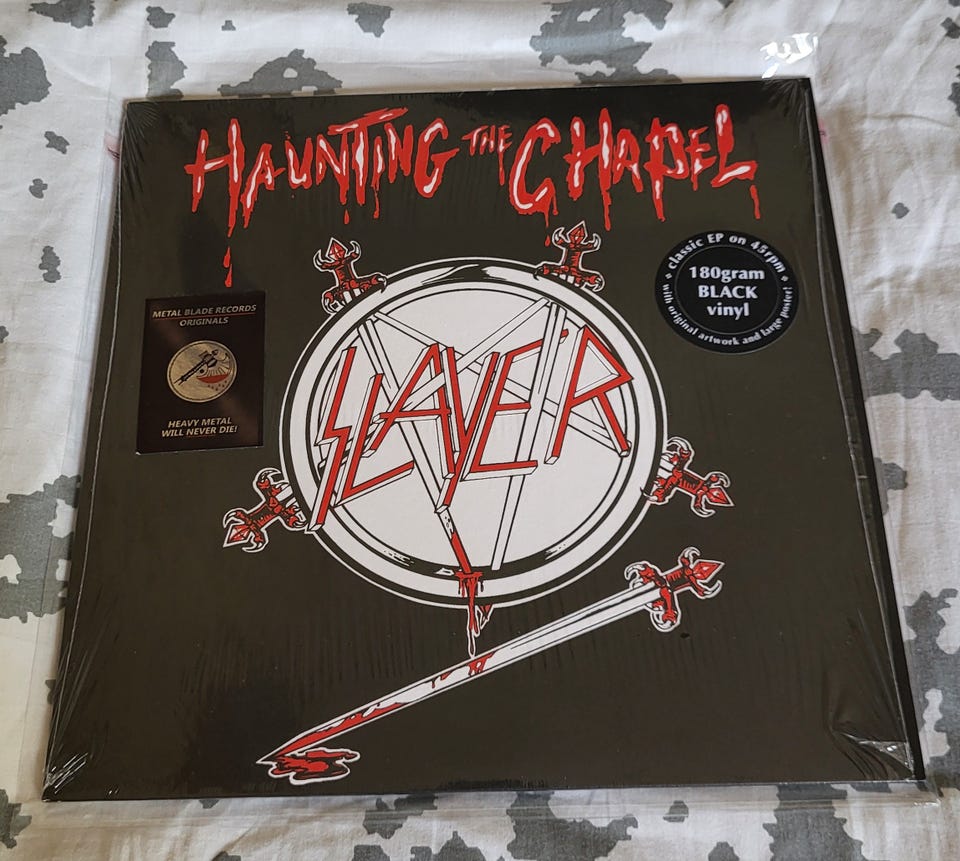 HAUNTING THE CHAPEL
classic EP on 45rpm
180gram
BLACK
vinyl
with original artwork and large poster!
METAL BLADE RECORDS
ORIGINALS
HEAVY METAL
WILL NEVER DIE!
SLAYER